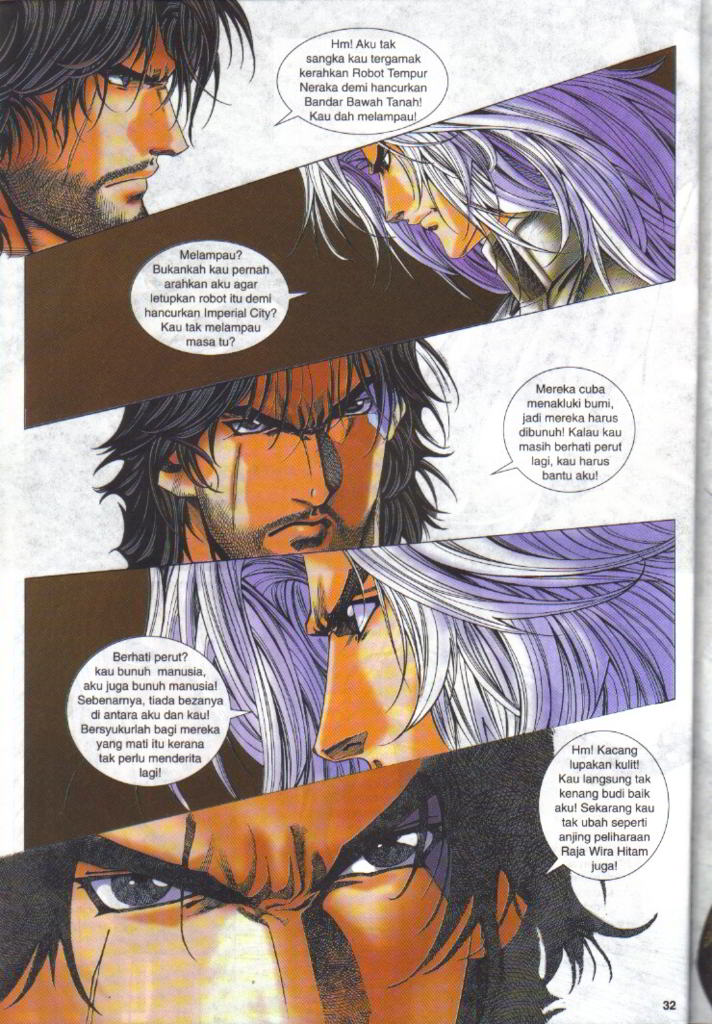 Hm! Aku tak
sangka kau tergamak
kerahkan Robot Tempur
Neraka demi hancurkan
Bandar Bawah Tanah!
Kau dah melampau!
Melampau?
Bukankah kau pernah
arahkan aku agar
letupkan robot itu demi
hancurkan Imperial City?
Kau tak melampau
masa tu?
Mereka cuba
menakluki bumi,
jadi mereka harus
dibunuh! Kalau kau
masih berhati perut
lagi, kau harus
bantu aku!
Berhati perut?
kau bunuh manusia,
aku juga bunuh manusia!
Sebenarnya, tiada bezanya
di antara aku dan kau!
Bersyukurlah bagi mereka
yang mati itu kerana
tak perlu menderita
lagi!
Hm! Kacang
lupakan kulit!
Kau langsung tak
kenang budi baik
aku! Sekarang kau
tak ubah seperti
anjing peliharaan
Raja Wira Hitam
juga!
32